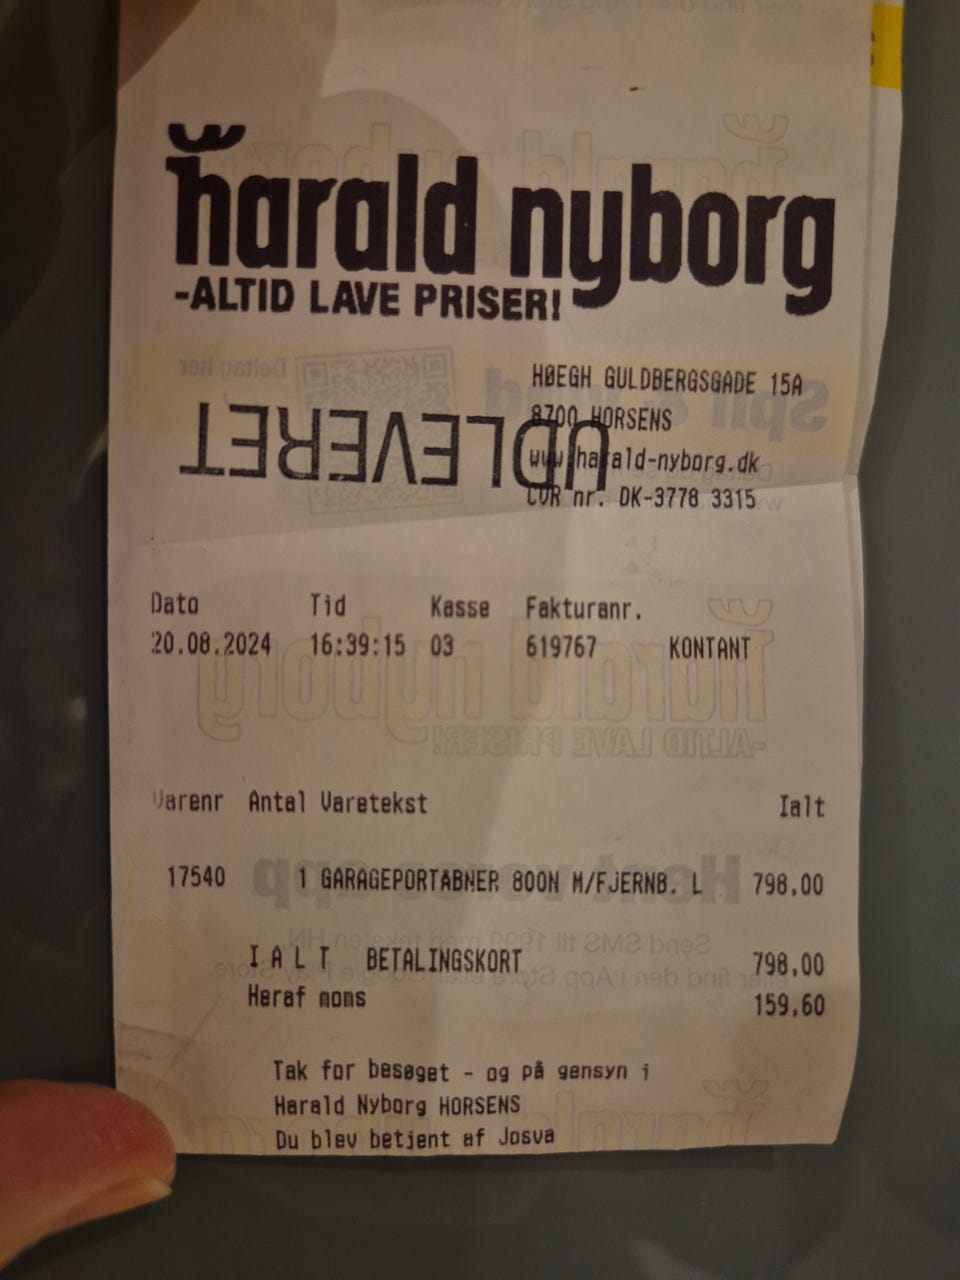 harald nyborg
-ALTID LAVE PRISER!
HØEGH GULDBERGSGADE 15A
8700 HORSENS
www.harald-nyborg.dk
CVR nr. DK-3778 3315
UDLEVERET
Dato Tid Kasse Fakturanr.
20.08.2024 16:39:15 03 619767 KONTANT
Varenr Antal Varetekst Ialt
17540 1 GARAGEPORTÅBNER 800N M/FJERNB. L 798,00
I A L T BETALINGSKORT 798,00
Heraf moms 159,60
Tak for besøget - og på gensyn i
Harald Nyborg HORSENS
Du blev betjent af Josva